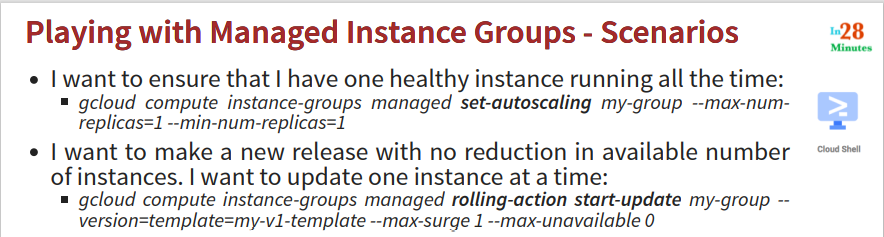 Playing with Managed Instance Groups - Scenarios
In28
Minutes
I want to ensure that I have one healthy instance running all the time:
gcloud compute instance-groups managed set-autoscaling my-group --max-num-
replicas=1 --min-num-replicas=1
Cloud Shell
I want to make a new release with no reduction in available number
of instances. I want to update one instance at a time:
gcloud compute instance-groups managed rolling-action start-update my-group --
version=template=my-v1-template --max-surge 1 --max-unavailable 0